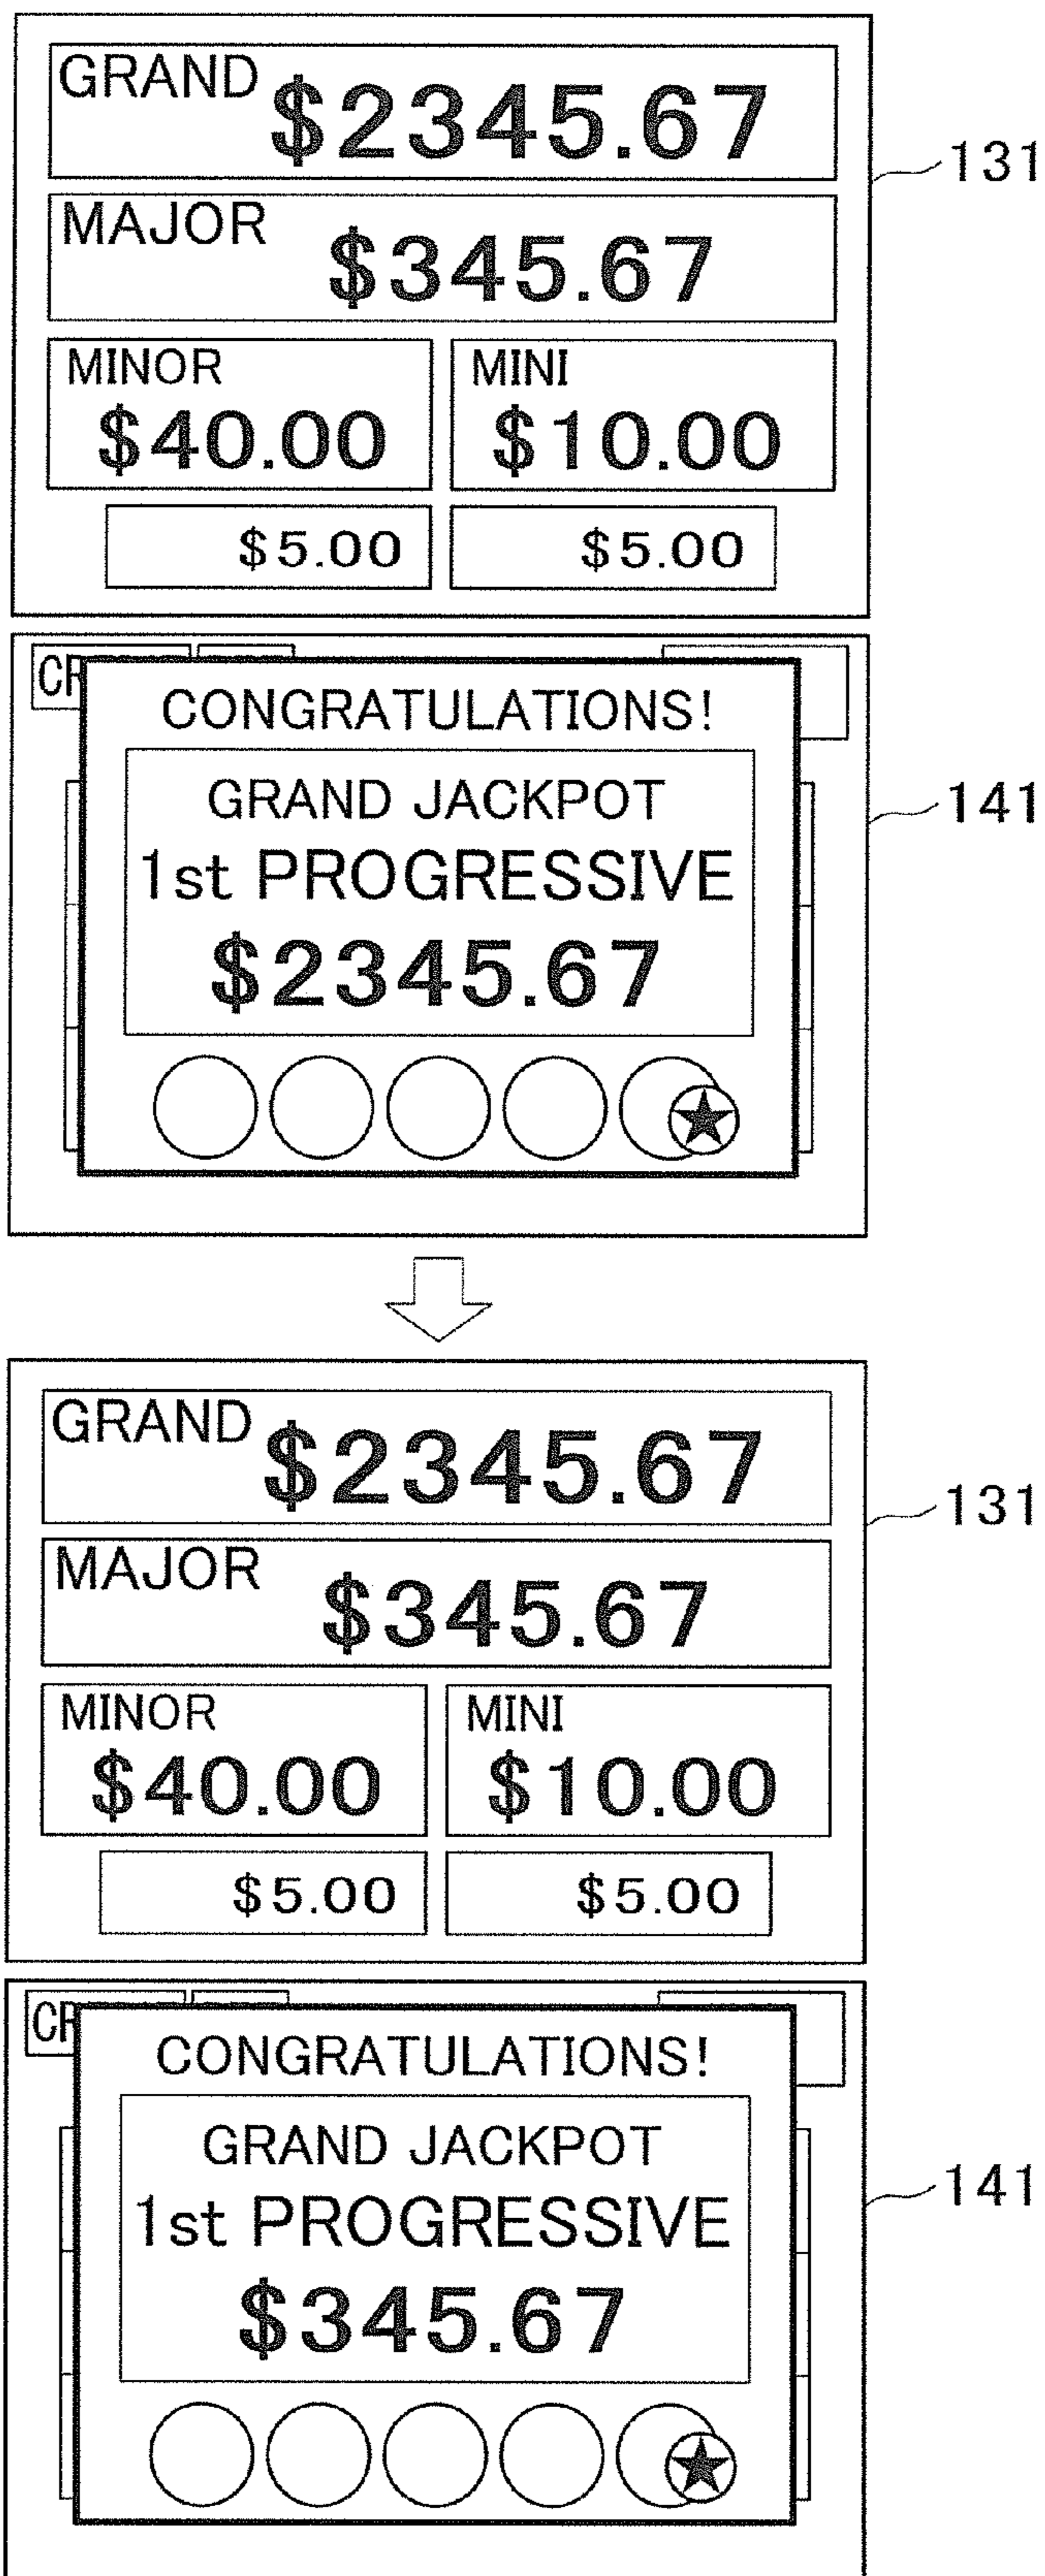 GRAND $2345.67
131
MAJOR $345.67
MINOR MINI
$40.00 $10.00
$5.00 $5.00
CR
CONGRATULATIONS!
GRAND JACKPOT
141
1st PROGRESSIVE
$2345.67
GRAND $2345.67
131
MAJOR $345.67
MINOR MINI
$40.00 $10.00
$5.00 $5.00
CR
CONGRATULATIONS!
GRAND JACKPOT
141
1st PROGRESSIVE
$345.67